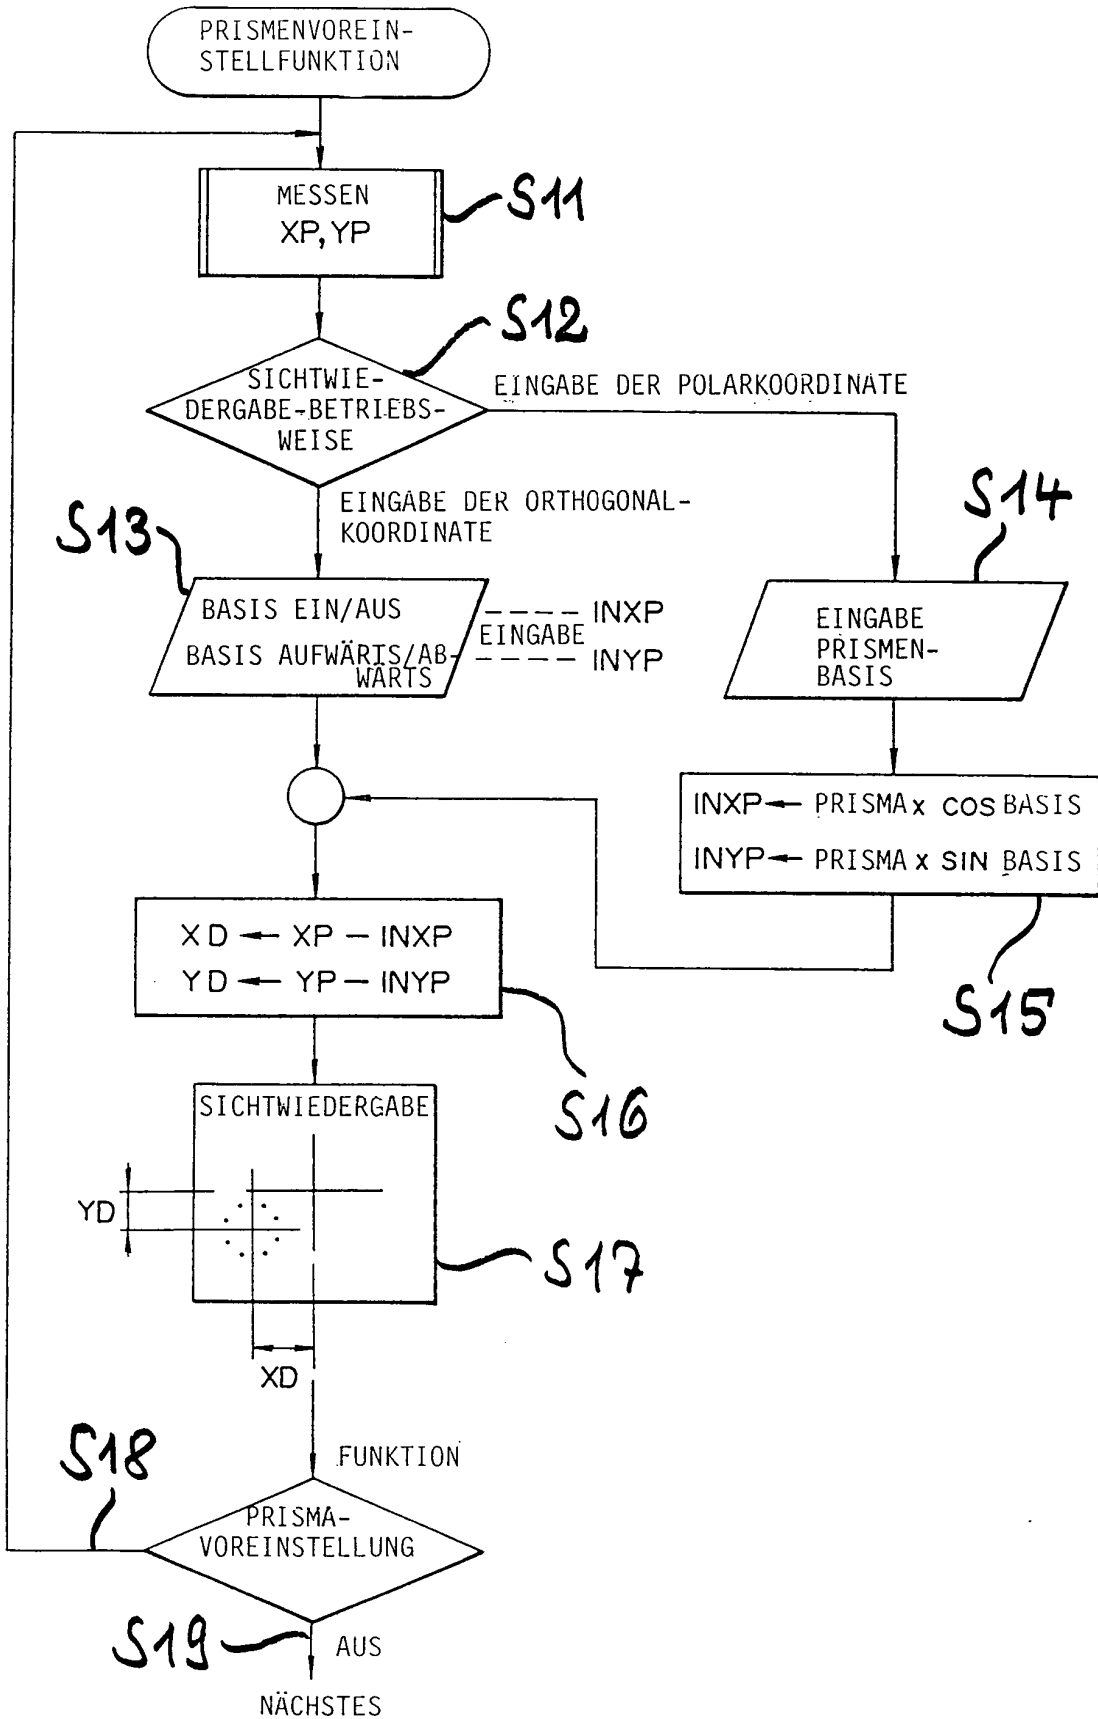 PRISMENVOREIN-
STELLFUNKTION
MESSEN
XP, YP
S11
S12
SICHTWIE-
DERGABE-BETRIEBS-
WEISE
EINGABE DER POLARKOORDINATE
EINGABE DER ORTHOGONAL-
KOORDINATE
S13
S14
BASIS EIN/AUS
BASIS AUFWÄRTS/AB-
WÄRTS
EINGABE
INXP
INYP
EINGABE
PRISMEN-
BASIS
INXP ← PRISMA x COS BASIS
INYP ← PRISMA x SIN BASIS
S15
XD ← XP – INXP
YD ← YP – INYP
S16
SICHTWIEDERGABE
YD
S17
XD
S18
FUNKTION
PRISMA-
VOREINSTELLUNG
S19
AUS
NÄCHSTES